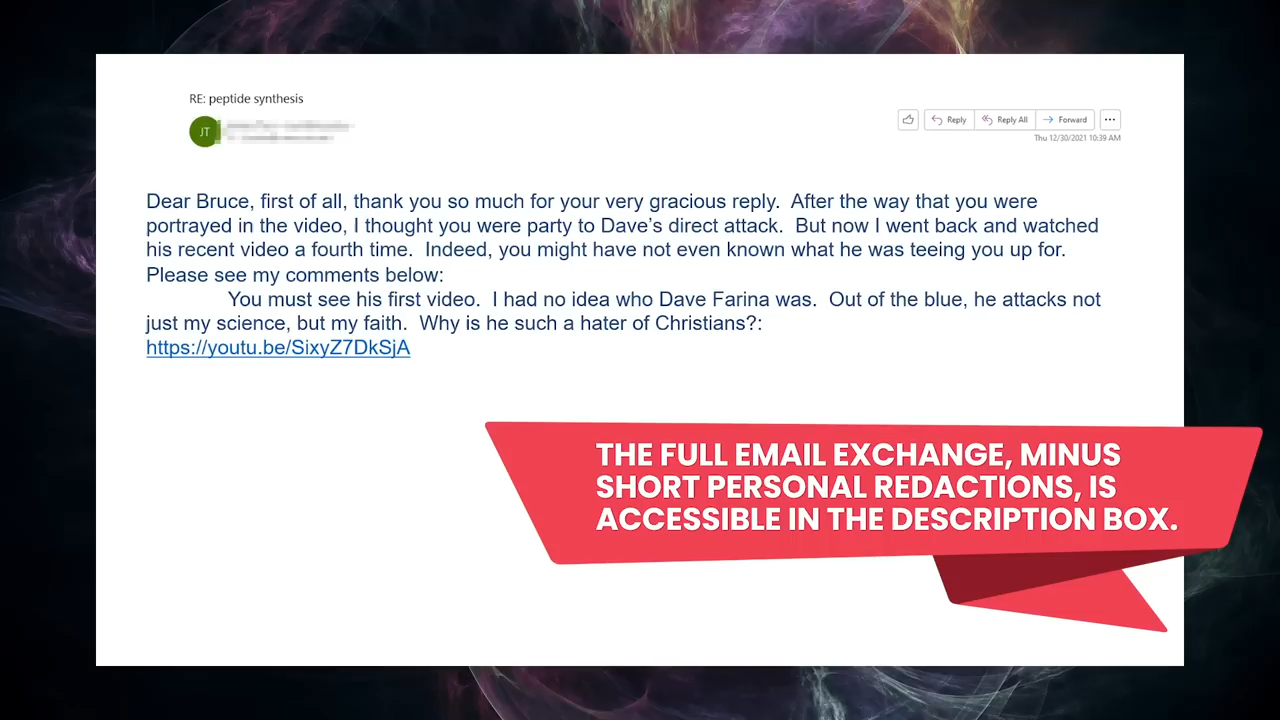 RE: peptide synthesis
JT
Reply
Reply All
Forward
Thu 12/30/2021 10:39 AM
Dear Bruce, first of all, thank you so much for your very gracious reply.  After the way that you were
portrayed in the video, I thought you were party to Dave’s direct attack.  But now I went back and watched
his recent video a fourth time.  Indeed, you might have not even known what he was teeing you up for.
Please see my comments below:
You must see his first video.  I had no idea who Dave Farina was.  Out of the blue, he attacks not
just my science, but my faith.  Why is he such a hater of Christians?:
https://youtu.be/SixyZ7DkSjA
THE FULL EMAIL EXCHANGE, MINUS
SHORT PERSONAL REDACTIONS, IS
ACCESSIBLE IN THE DESCRIPTION BOX.